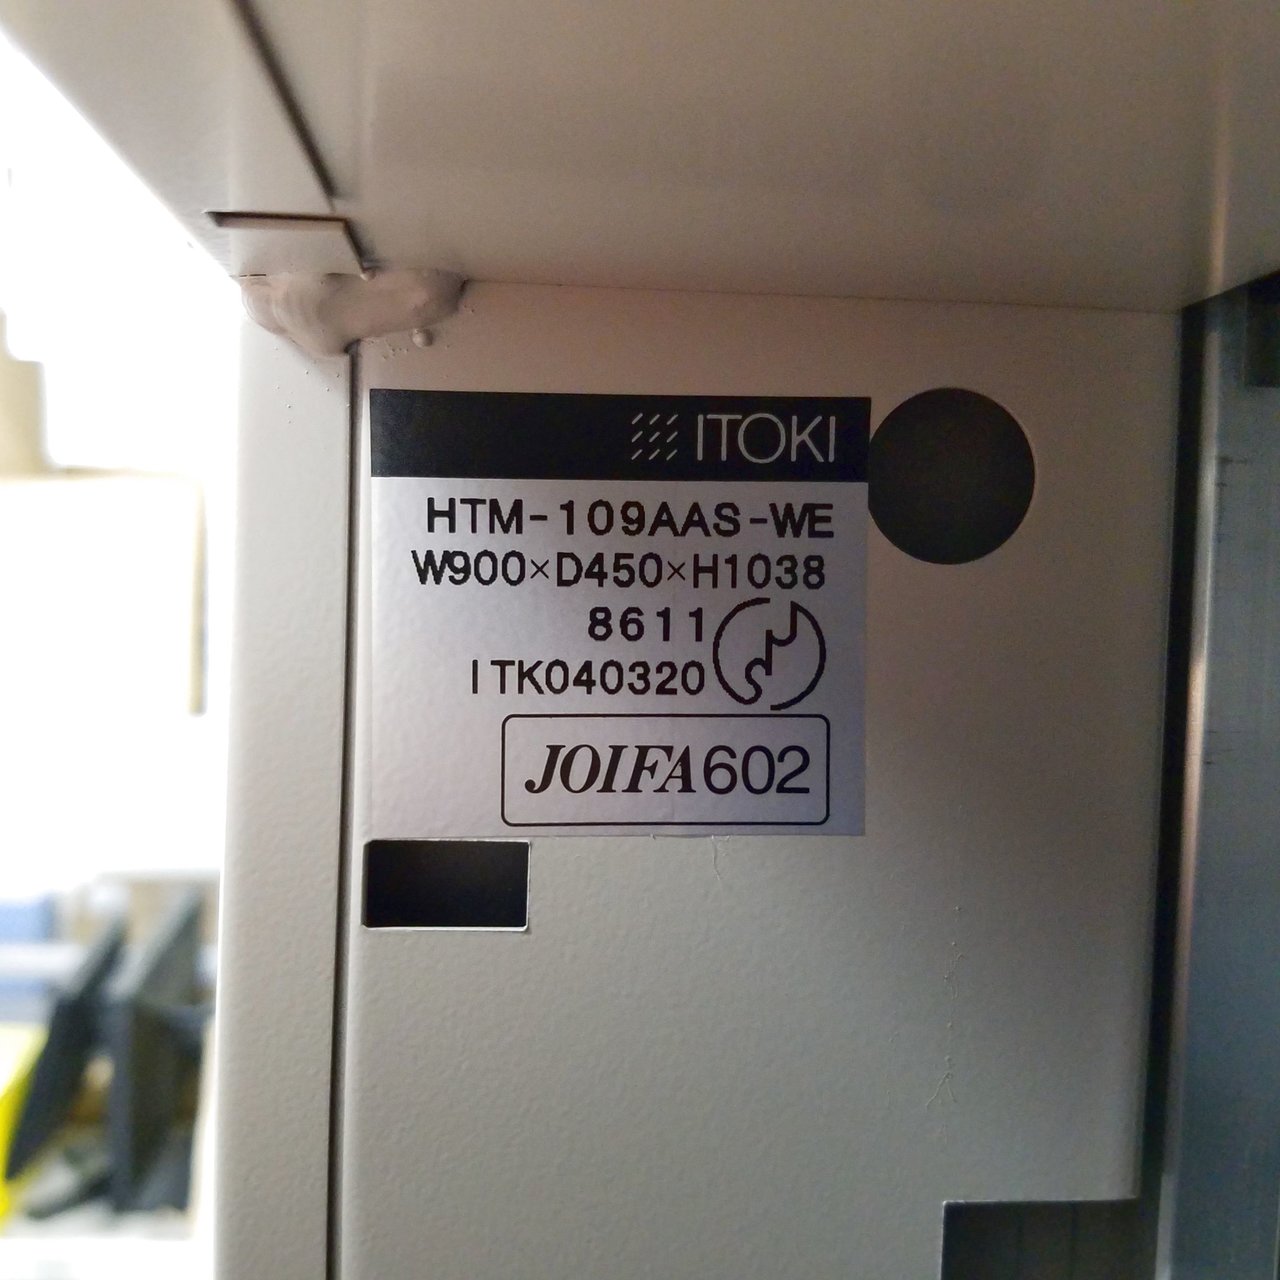 ITOKI
HTM-109AAS-WE
W900×D450×H1038
8611
ITK040320
JOIFA602